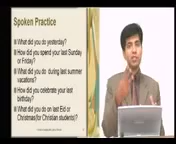 Spoken Practice
What did you do yesterday?
How did you spend your last Sunday
or Friday?
What did you do during last summer
vacations?
How did you celebrate your last
birthday?
What did you do on last Eid or
Christmas(for Christian students)?